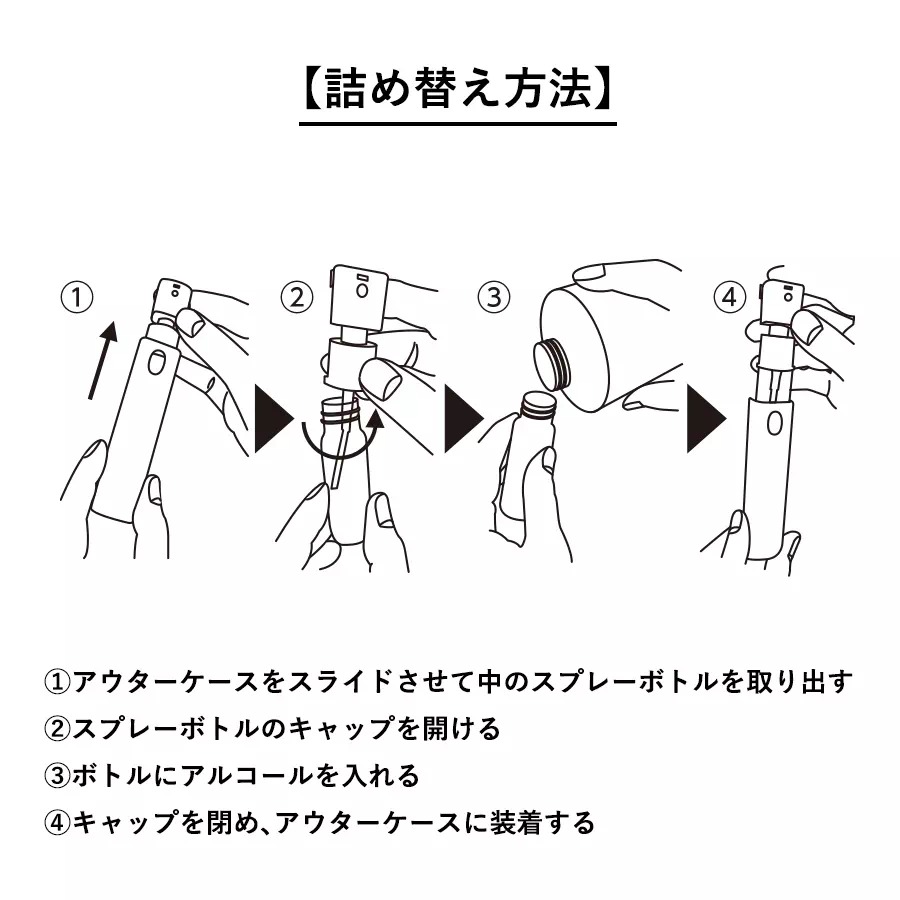 【詰め替え方法】
① ② ③ ④
①アウターケースをスライドさせて中のスプレーボトルを取り出す
②スプレーボトルのキャップを開ける
③ボトルにアルコールを入れる
④キャップを閉め、アウターケースに装着する